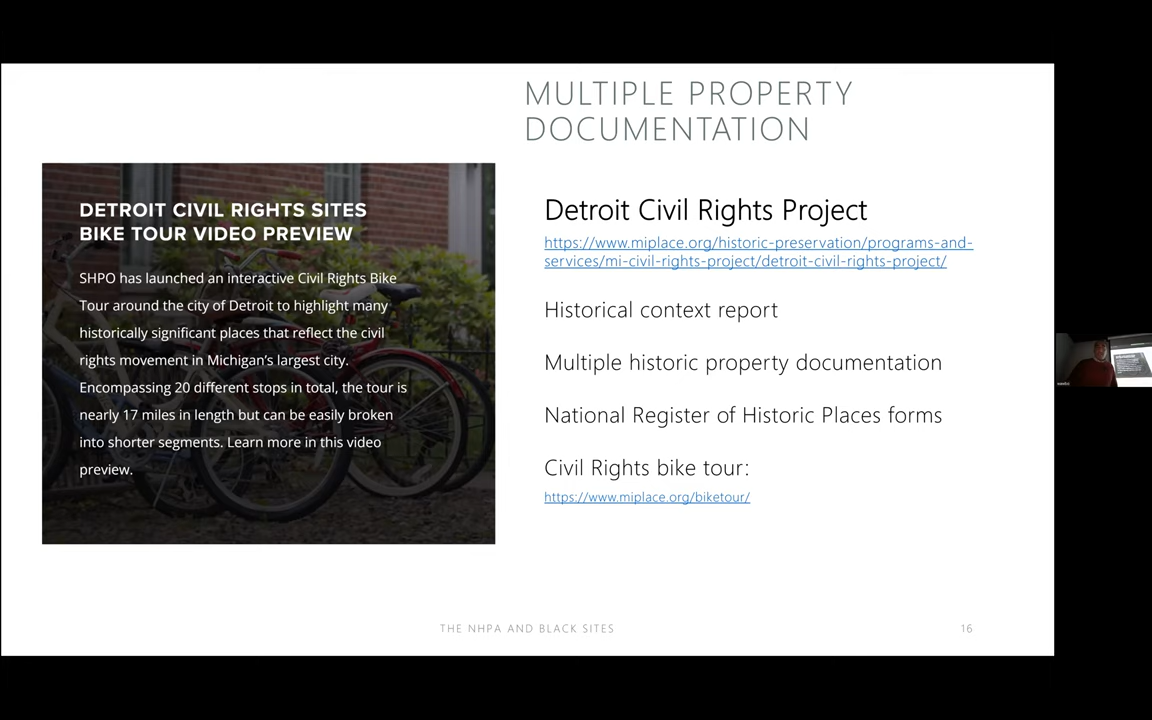 MULTIPLE PROPERTY
DOCUMENTATION
DETROIT CIVIL RIGHTS SITES
BIKE TOUR VIDEO PREVIEW
SHPO has launched an interactive Civil Rights Bike
Tour around the city of Detroit to highlight many
historically significant places that reflect the civil
rights movement in Michigan's largest city.
Encompassing 20 different stops in total, the tour is
nearly 17 miles in length but can be easily broken
into shorter segments. Learn more in this video
preview.
Detroit Civil Rights Project
https://www.miplace.org/historic-preservation/programs-and-
services/mi-civil-rights-project/detroit-civil-rights-project/
Historical context report
Multiple historic property documentation
National Register of Historic Places forms
Civil Rights bike tour:
https://www.miplace.org/biketour/
THE NHPA AND BLACK SITES
16